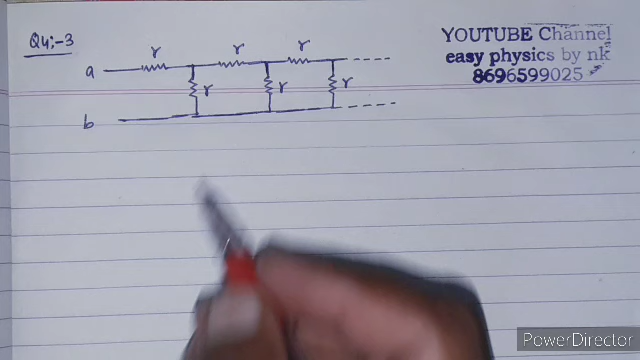 Q4:-3
YOUTUBE Channel
easy physics by nk
8696599025
r r r
a
r r r
b
PowerDirector